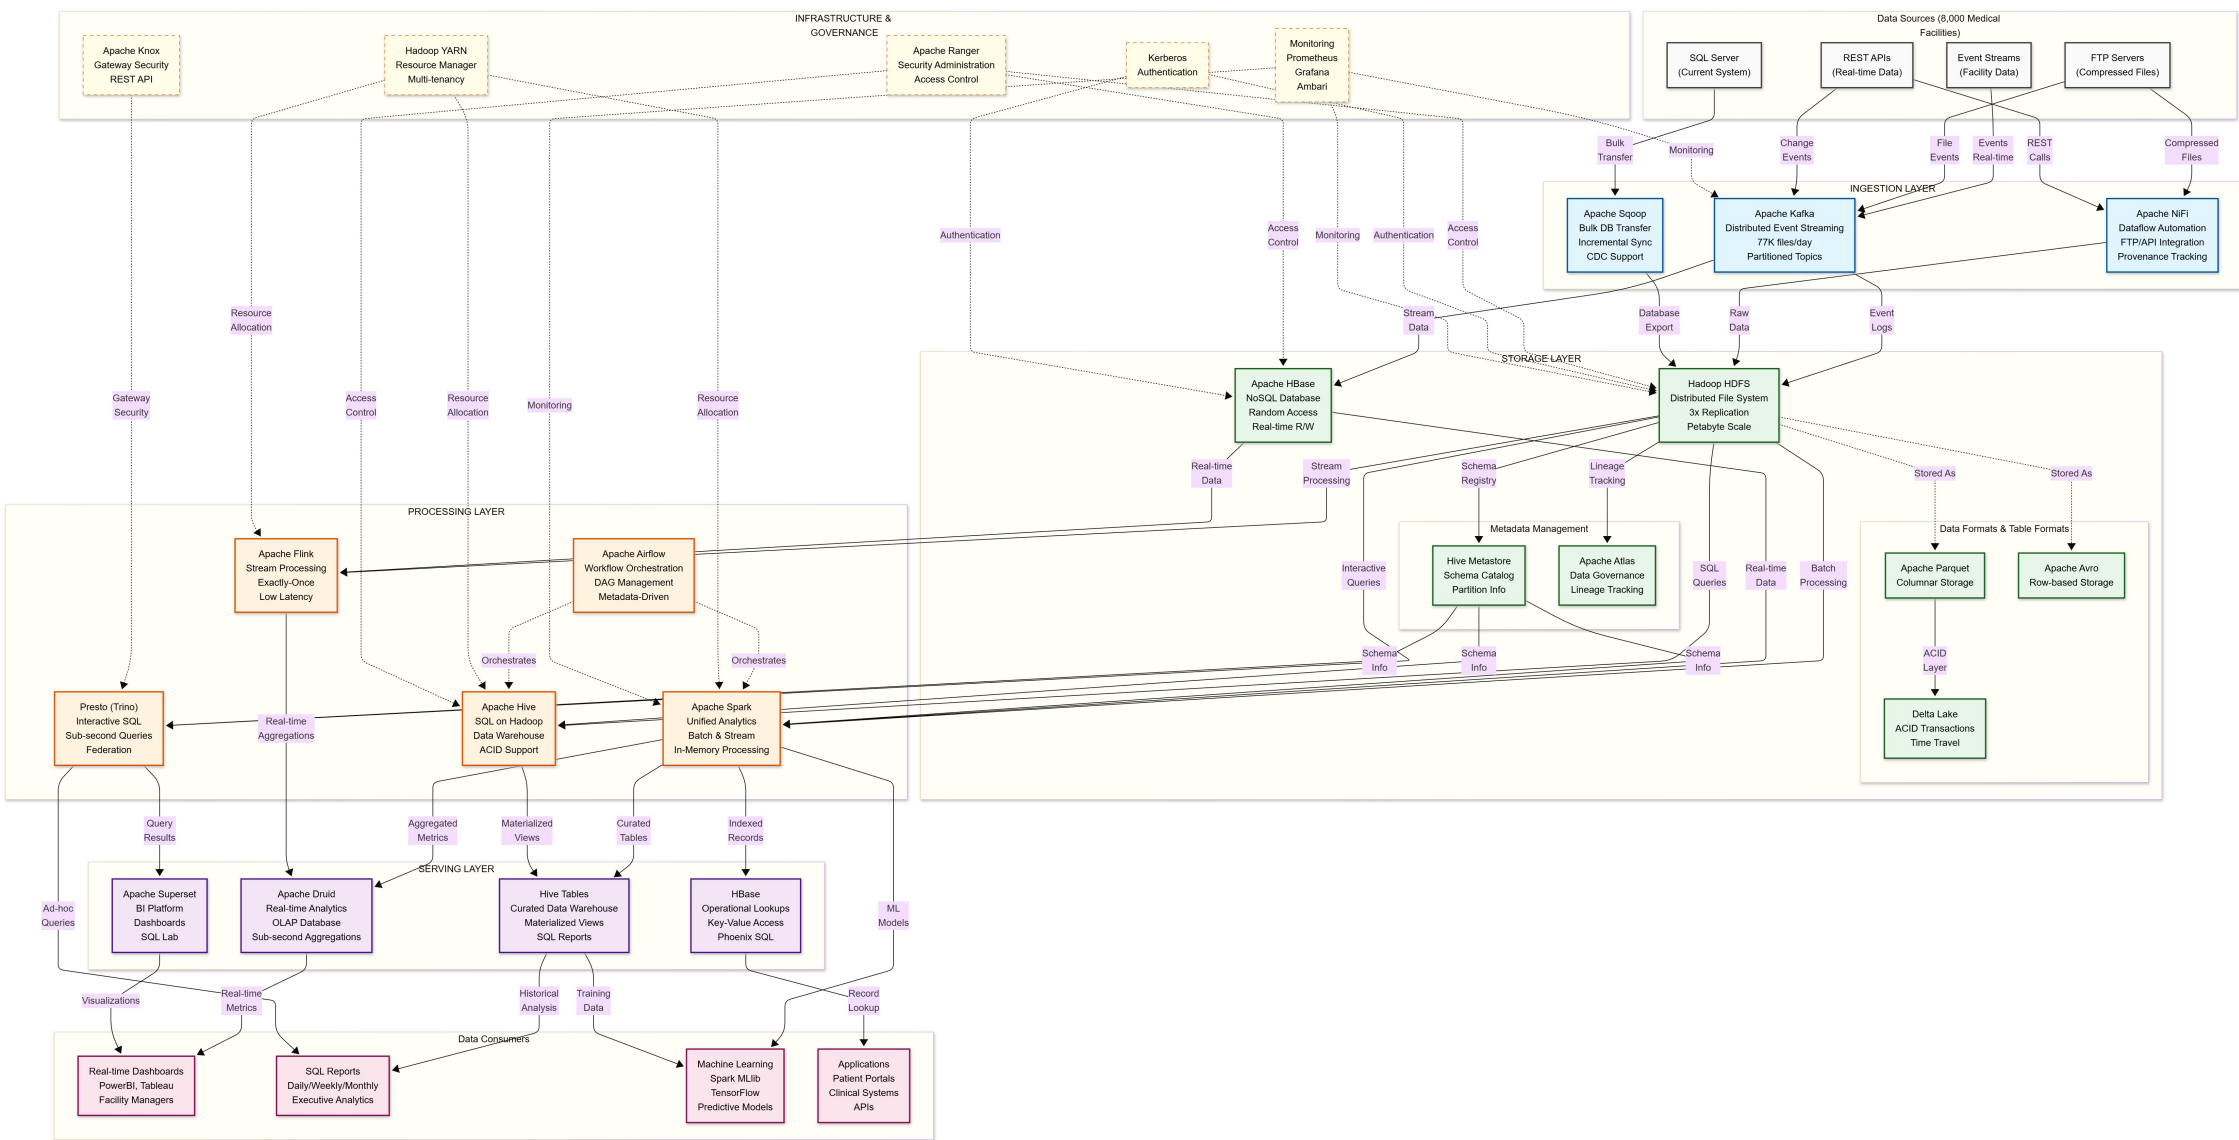 INFRASTRUCTURE &
GOVERNANCE
Apache Knox
Gateway Security
REST API
Hadoop YARN
Resource Manager
Multi-tenancy
Apache Ranger
Security Administration
Access Control
Kerberos
Authentication
Monitoring
Prometheus
Grafana
Ambari
Data Sources (8,000 Medical
Facilities)
SQL Server
(Current System)
REST APIs
(Real-time Data)
Event Streams
(Facility Data)
FTP Servers
(Compressed Files)
Bulk
Transfer
Monitoring
Change
Events
File
Events
Events
Real-time
REST
Calls
Compressed
Files
INGESTION LAYER
Apache Sqoop
Bulk DB Transfer
Incremental Sync
CDC Support
Apache Kafka
Distributed Event Streaming
77K files/day
Partitioned Topics
Apache NiFi
Dataflow Automation
FTP/API Integration
Provenance Tracking
Authentication
Access
Control
Monitoring
Authentication
Access
Control
Resource
Allocation
Stream
Data
Database
Export
Raw
Data
Event
Logs
Gateway
Security
Access
Control
Resource
Allocation
Monitoring
Resource
Allocation
STORAGE LAYER
Apache HBase
NoSQL Database
Random Access
Real-time R/W
Hadoop HDFS
Distributed File System
3x Replication
Petabyte Scale
Real-time
Data
Stream
Processing
Schema
Registry
Lineage
Tracking
Stored As
Stored As
Metadata Management
Hive Metastore
Schema Catalog
Partition Info
Apache Atlas
Data Governance
Lineage Tracking
Data Formats & Table Formats
Apache Parquet
Columnar Storage
Apache Avro
Row-based Storage
Interactive
Queries
SQL
Queries
Real-time
Data
Batch
Processing
Schema
Info
Schema
Info
Schema
Info
ACID
Layer
Delta Lake
ACID Transactions
Time Travel
PROCESSING LAYER
Apache Flink
Stream Processing
Exactly-Once
Low Latency
Apache Airflow
Workflow Orchestration
DAG Management
Metadata-Driven
Orchestrates
Orchestrates
Presto (Trino)
Interactive SQL
Sub-second Queries
Federation
Real-time
Aggregations
Apache Hive
SQL on Hadoop
Data Warehouse
ACID Support
Apache Spark
Unified Analytics
Batch & Stream
In-Memory Processing
Query
Results
Aggregated
Metrics
Materialized
Views
Curated
Tables
Indexed
Records
SERVING LAYER
Apache Superset
BI Platform
Dashboards
SQL Lab
Apache Druid
Real-time Analytics
OLAP Database
Sub-second Aggregations
Hive Tables
Curated Data Warehouse
Materialized Views
SQL Reports
HBase
Operational Lookups
Key-Value Access
Phoenix SQL
Ad-hoc
Queries
ML
Models
Visualizations
Real-time
Metrics
Historical
Analysis
Training
Data
Record
Lookup
Data Consumers
Real-time Dashboards
PowerBI, Tableau
Facility Managers
SQL Reports
Daily/Weekly/Monthly
Executive Analytics
Machine Learning
Spark MLlib
TensorFlow
Predictive Models
Applications
Patient Portals
Clinical Systems
APIs